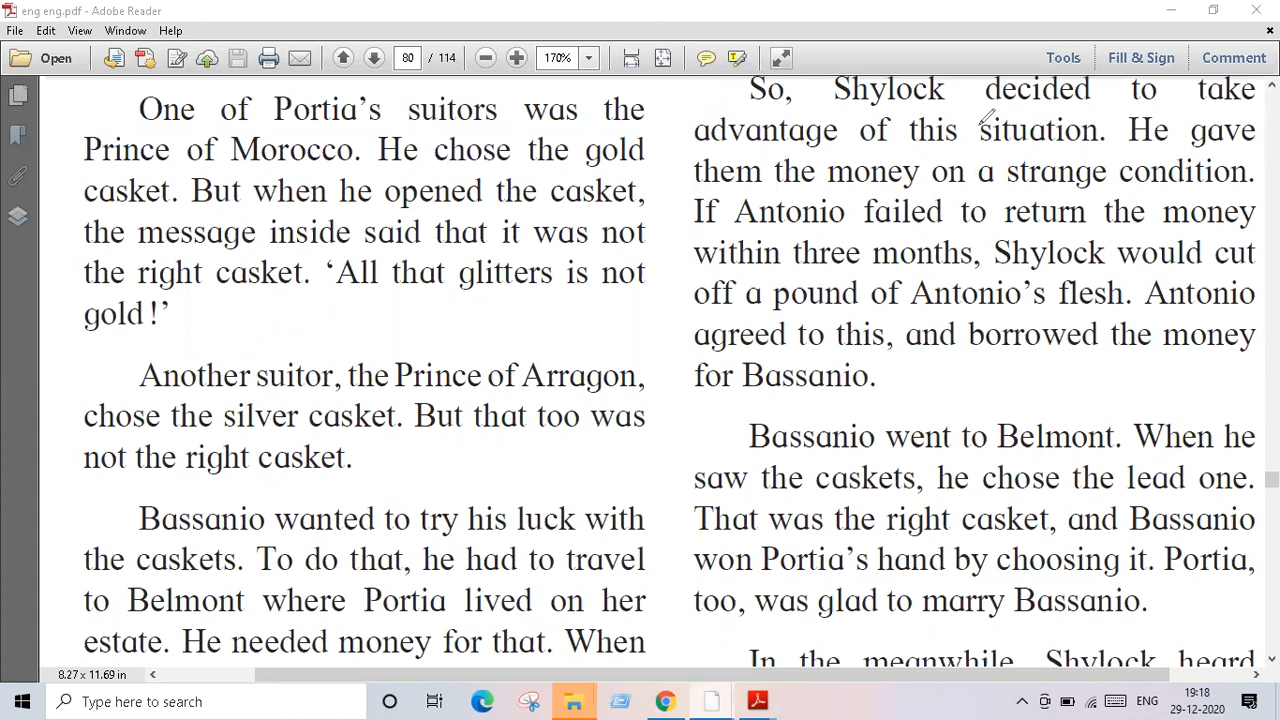 eng eng.pdf - Adobe Reader
File Edit View Window Help
Open 80 / 114 170% Tools Fill & Sign Comment
One of Portia's suitors was the
Prince of Morocco. He chose the gold
casket. But when he opened the casket,
the message inside said that it was not
the right casket. ‘All that glitters is not
gold!’
Another suitor, the Prince of Arragon,
chose the silver casket. But that too was
not the right casket.
Bassanio wanted to try his luck with
the caskets. To do that, he had to travel
to Belmont where Portia lived on her
estate. He needed money for that. When
So, Shylock decided to take
advantage of this situation. He gave
them the money on a strange condition.
If Antonio failed to return the money
within three months, Shylock would cut
off a pound of Antonio's flesh. Antonio
agreed to this, and borrowed the money
for Bassanio.
Bassanio went to Belmont. When he
saw the caskets, he chose the lead one.
That was the right casket, and Bassanio
won Portia's hand by choosing it. Portia,
too, was glad to marry Bassanio.
In the meanwhile, Shylock heard
8.27 x 11.69 in
Type here to search
ENG
19:18
29-12-2020